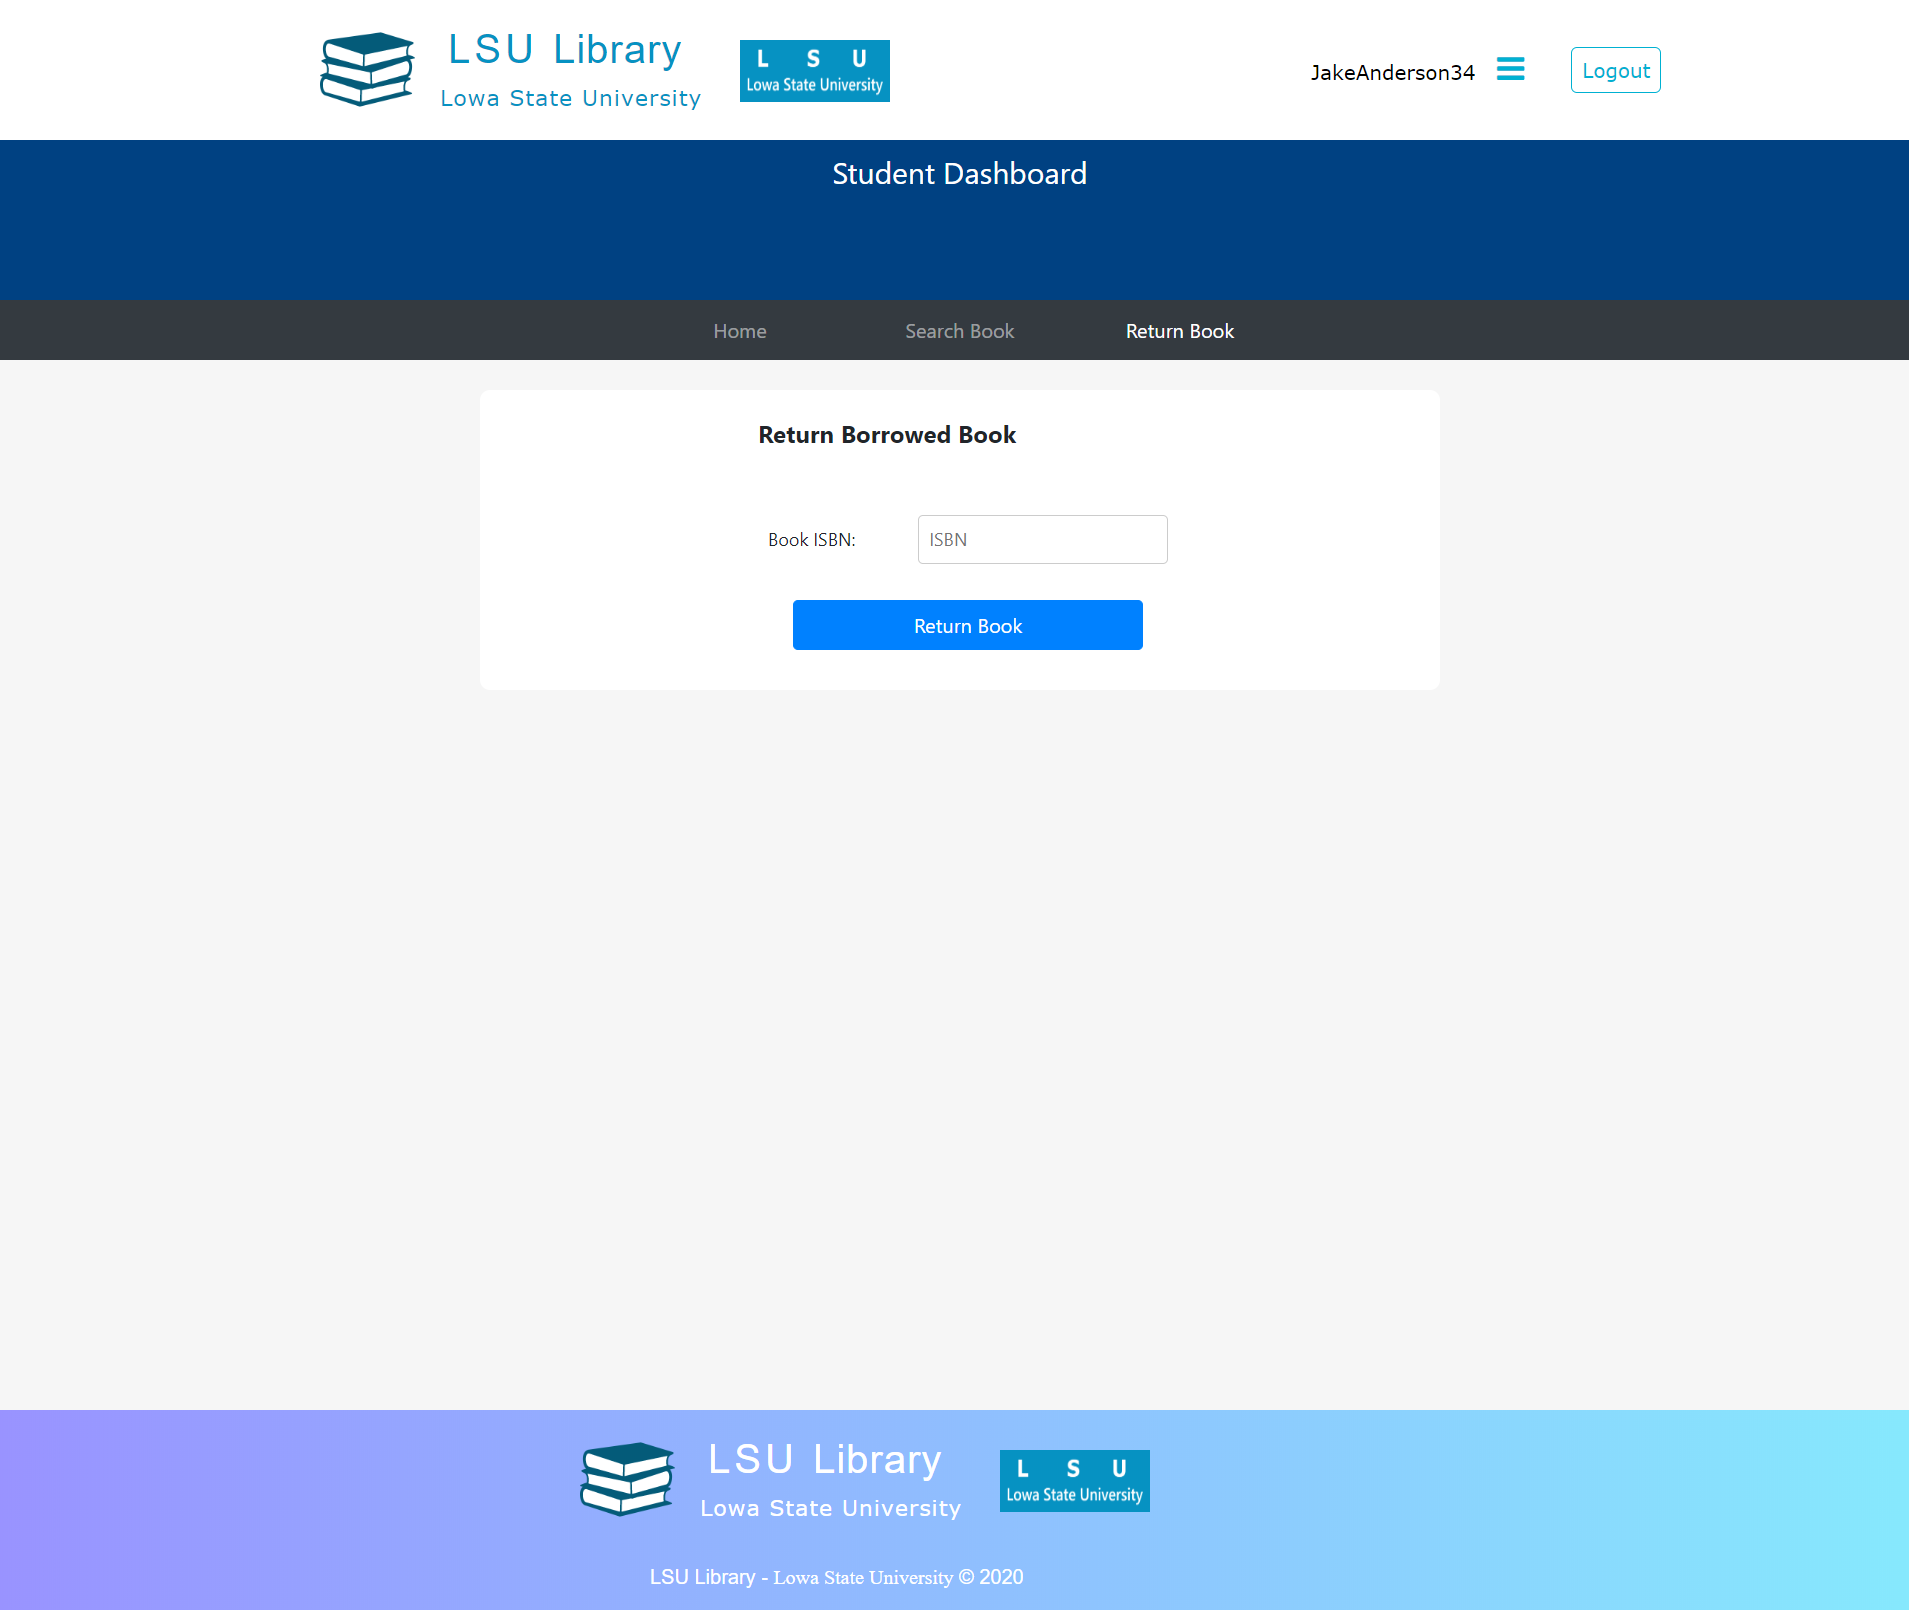 LSU Library
Lowa State University
L S U
Lowa State University
JakeAnderson34
Logout
Student Dashboard
Home
Search Book
Return Book
Return Borrowed Book
Book ISBN:
ISBN
Return Book
LSU Library
Lowa State University
L S U
Lowa State University
LSU Library - Lowa State University © 2020